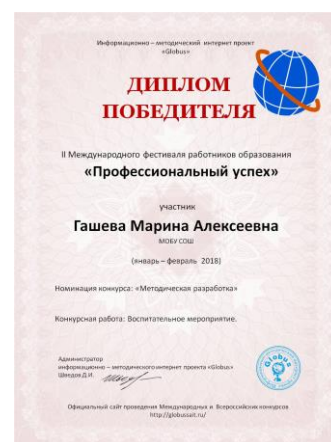 Информационно – методический интернет проект
«Globus»
ДИПЛОМ
ПОБЕДИТЕЛЯ
II Международного фестиваля работников образования
«Профессиональный успех»
участник
Гашева Марина Алексеевна
МОБУ СОШ
(январь – февраль 2018)
Номинация конкурса: «Методическая разработка»
Конкурсная работа: Воспитательное мероприятие.
Администратор
информационно – методического интернет проекта «Globus»
Шведов Д.И.
Globus
Официальный сайт проведения Международных и Всероссийских конкурсов
http://globussait.ru/